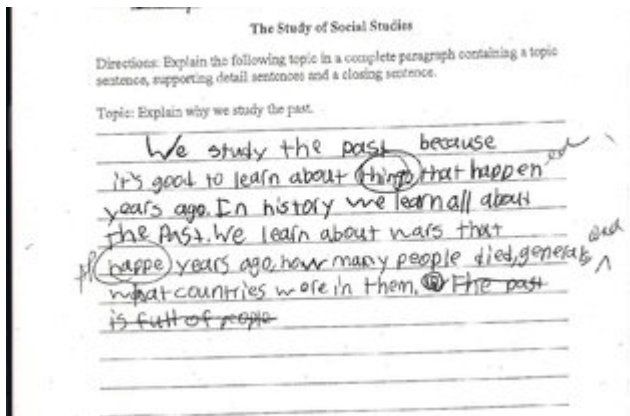 The Study of Social Studies
Directions: Explain the following topic in a complete paragraph containing a topic
sentence, supporting detail sentences and a closing sentence.
Topic: Explain why we study the past.
We study the past because
it's good to learn about things that happen ed
years ago. In history we learn all about
the Past. We learn about wars that
happe years ago, how many people died, generals and
what countries were in them. The past
is full of people